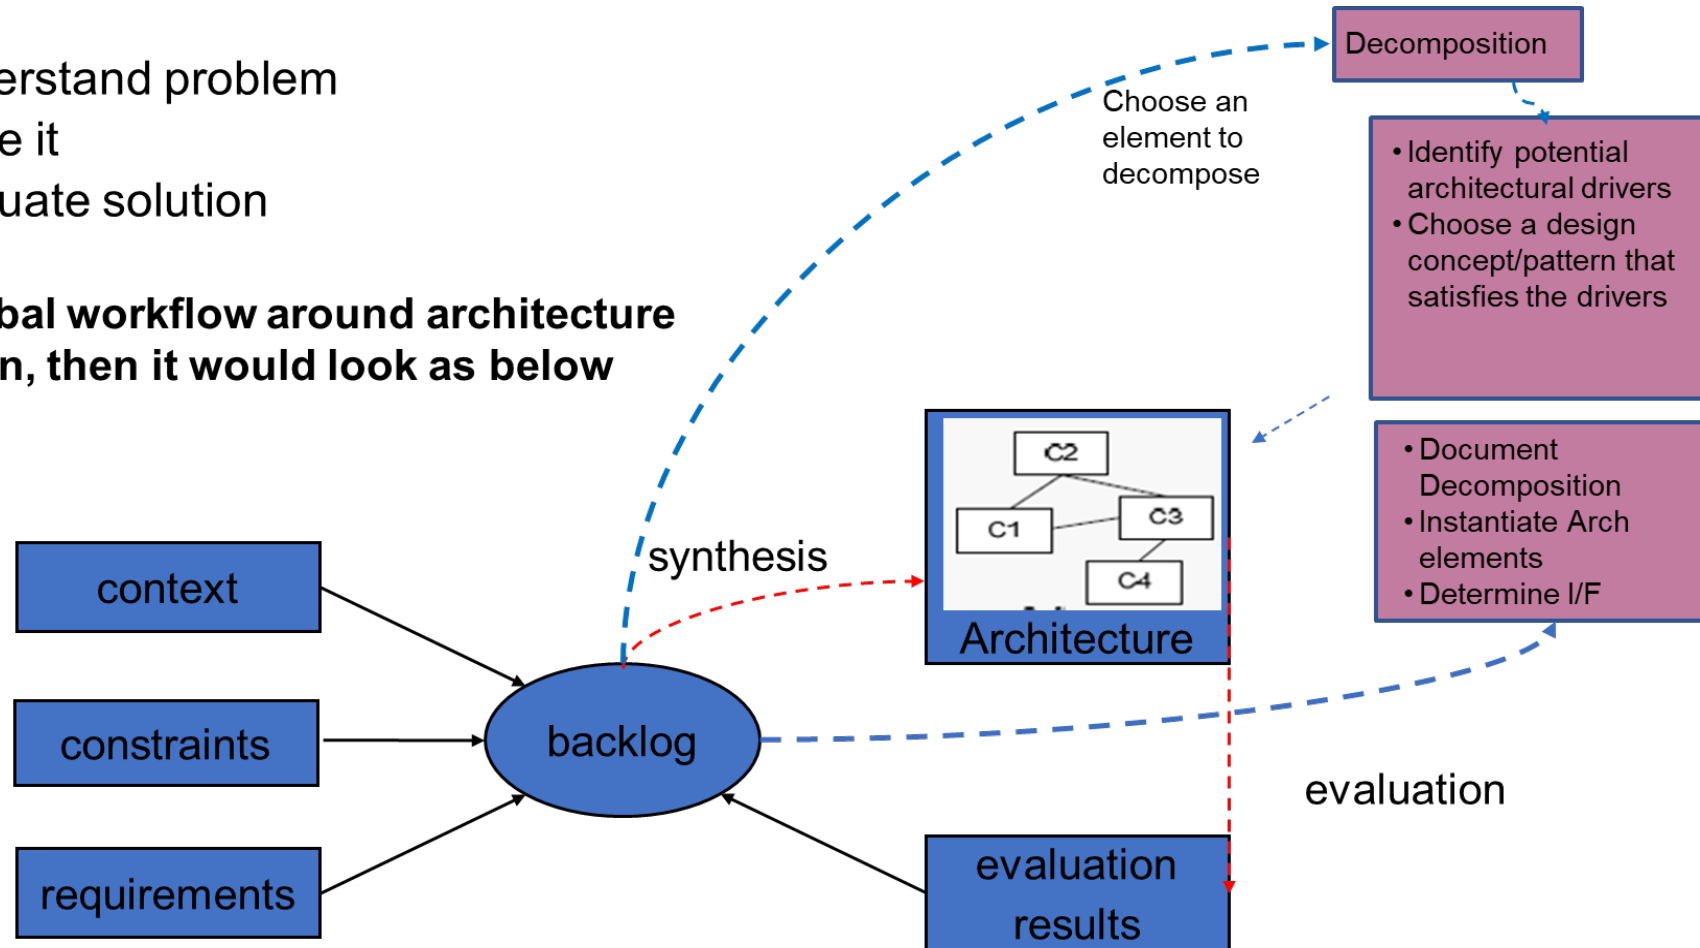 erstand problem
e it
uate solution
bal workflow around architecture
n, then it would look as below
Decomposition
Choose an
element to
decompose
• Identify potential
architectural drivers
• Choose a design
concept/pattern that
satisfies the drivers
C2
C1
C3
C4
Architecture
• Document
Decomposition
• Instantiate Arch
elements
• Determine I/F
synthesis
context
constraints
requirements
backlog
evaluation
evaluation
results